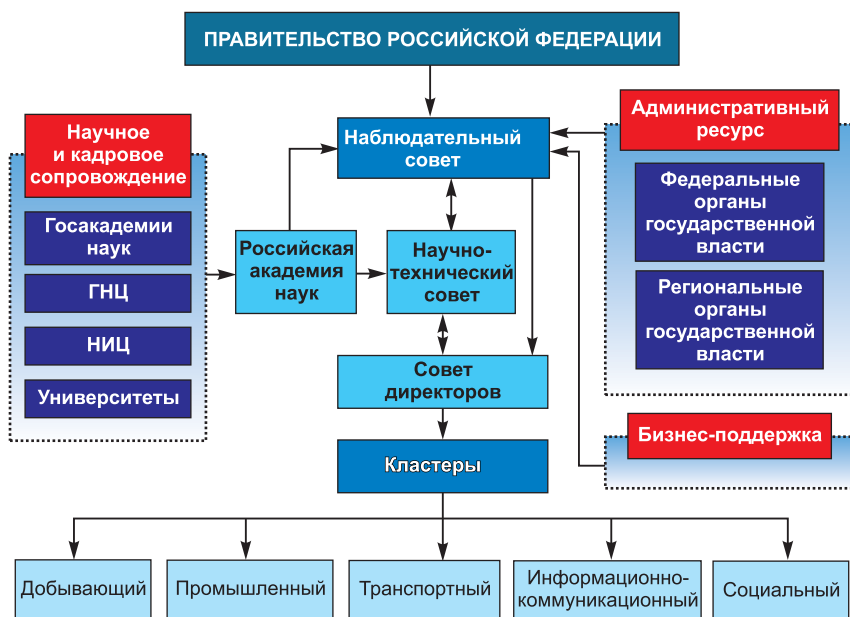 ПРАВИТЕЛЬСТВО РОССИЙСКОЙ ФЕДЕРАЦИИ
Научное
и кадровое
сопровождение
Госакадемии
наук
ГНЦ
НИЦ
Университеты
Наблюдательный
совет
Российская
академия
наук
Научно-
технический
совет
Совет
директоров
Кластеры
Административный
ресурс
Федеральные
органы
государственной
власти
Региональные
органы
государственной
власти
Бизнес-поддержка
Добывающий
Промышленный
Транспортный
Информационно-
коммуникационный
Социальный